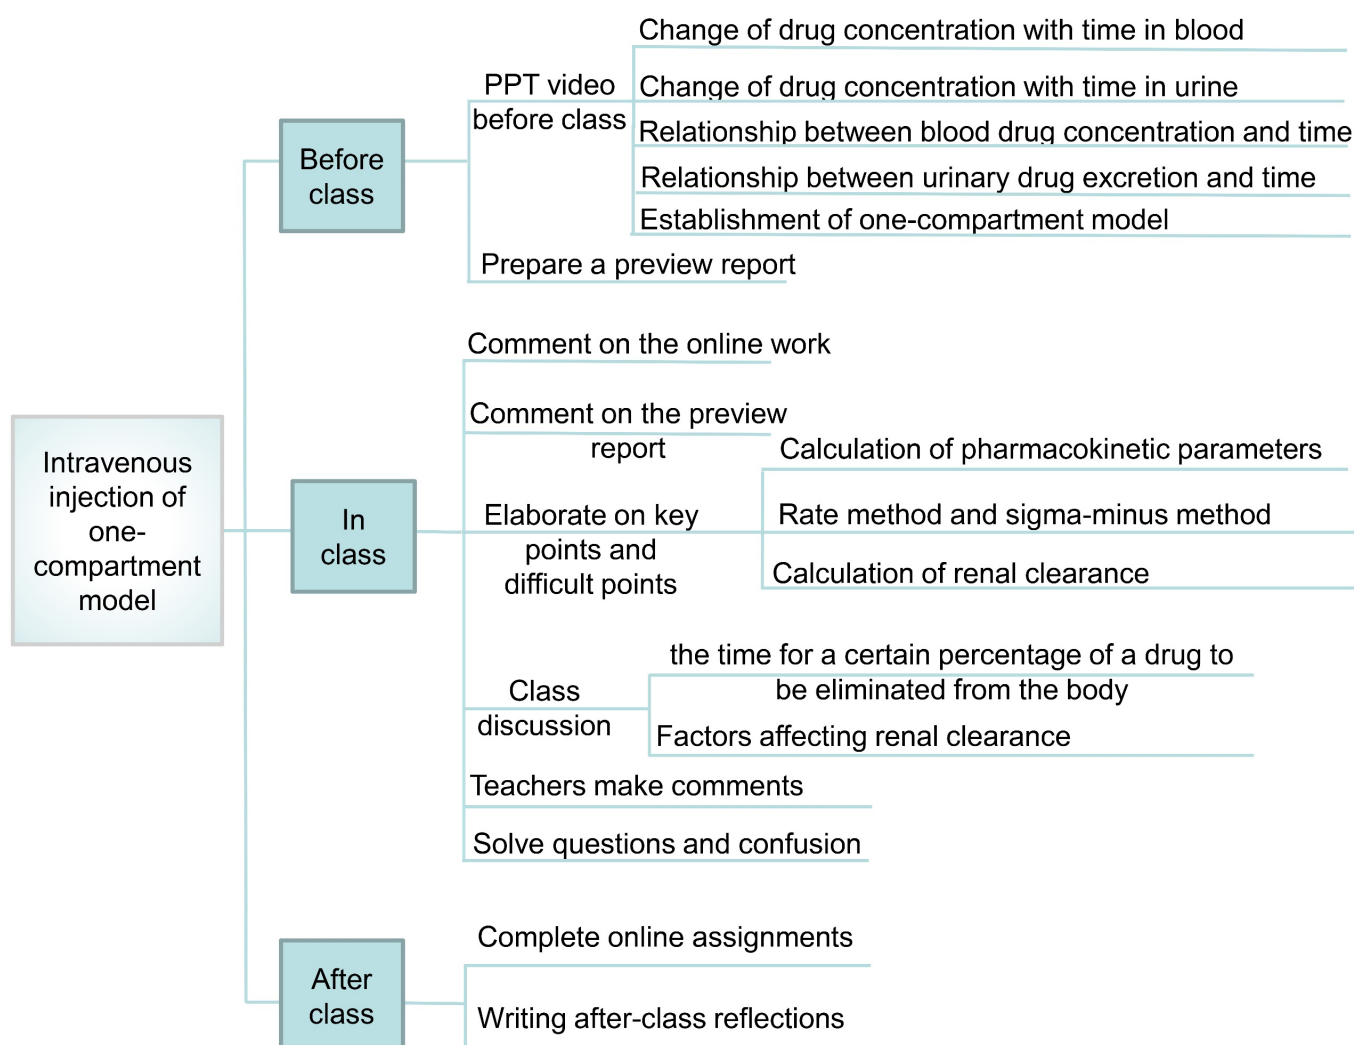 Intravenous
injection of
one-
compartment
model
Before
class
PPT video
before class
Change of drug concentration with time in blood
Change of drug concentration with time in urine
Relationship between blood drug concentration and time
Relationship between urinary drug excretion and time
Establishment of one-compartment model
Prepare a preview report
In
class
Comment on the online work
Comment on the preview
report
Elaborate on key
points and
difficult points
Calculation of pharmacokinetic parameters
Rate method and sigma-minus method
Calculation of renal clearance
Class
discussion
the time for a certain percentage of a drug to
be eliminated from the body
Factors affecting renal clearance
Teachers make comments
Solve questions and confusion
After
class
Complete online assignments
Writing after-class reflections